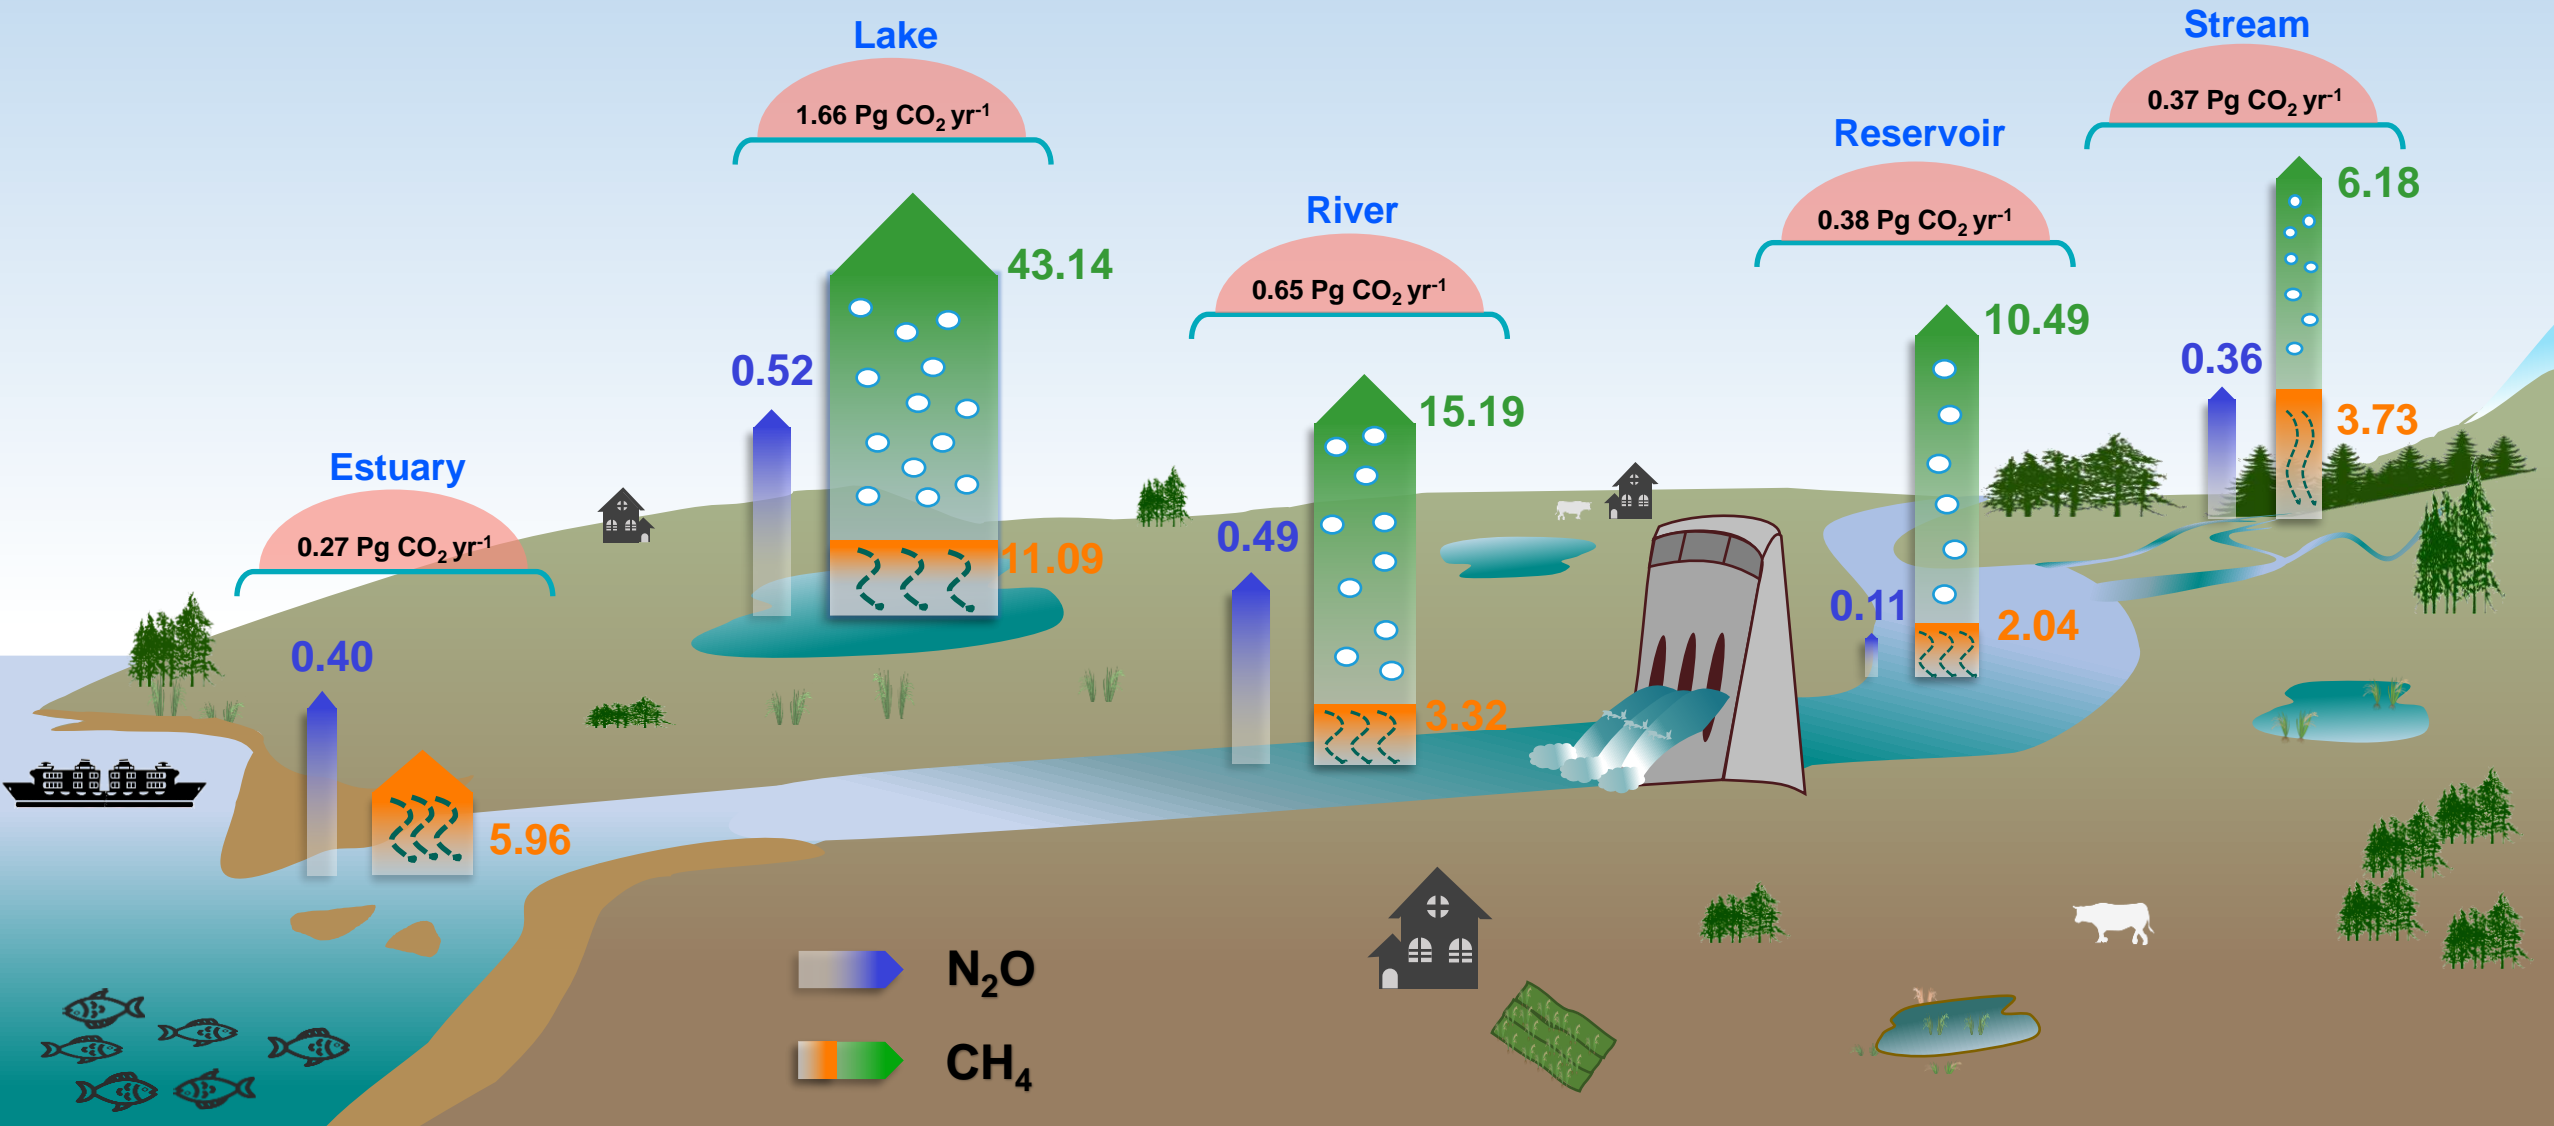 Lake
1.66 Pg CO₂ yr⁻¹
43.14
0.52
11.09
Stream
0.37 Pg CO₂ yr⁻¹
6.18
0.36
3.73
Reservoir
0.38 Pg CO₂ yr⁻¹
10.49
0.11
2.04
River
0.65 Pg CO₂ yr⁻¹
15.19
0.49
3.32
Estuary
0.27 Pg CO₂ yr⁻¹
0.40
5.96
N₂O
CH₄